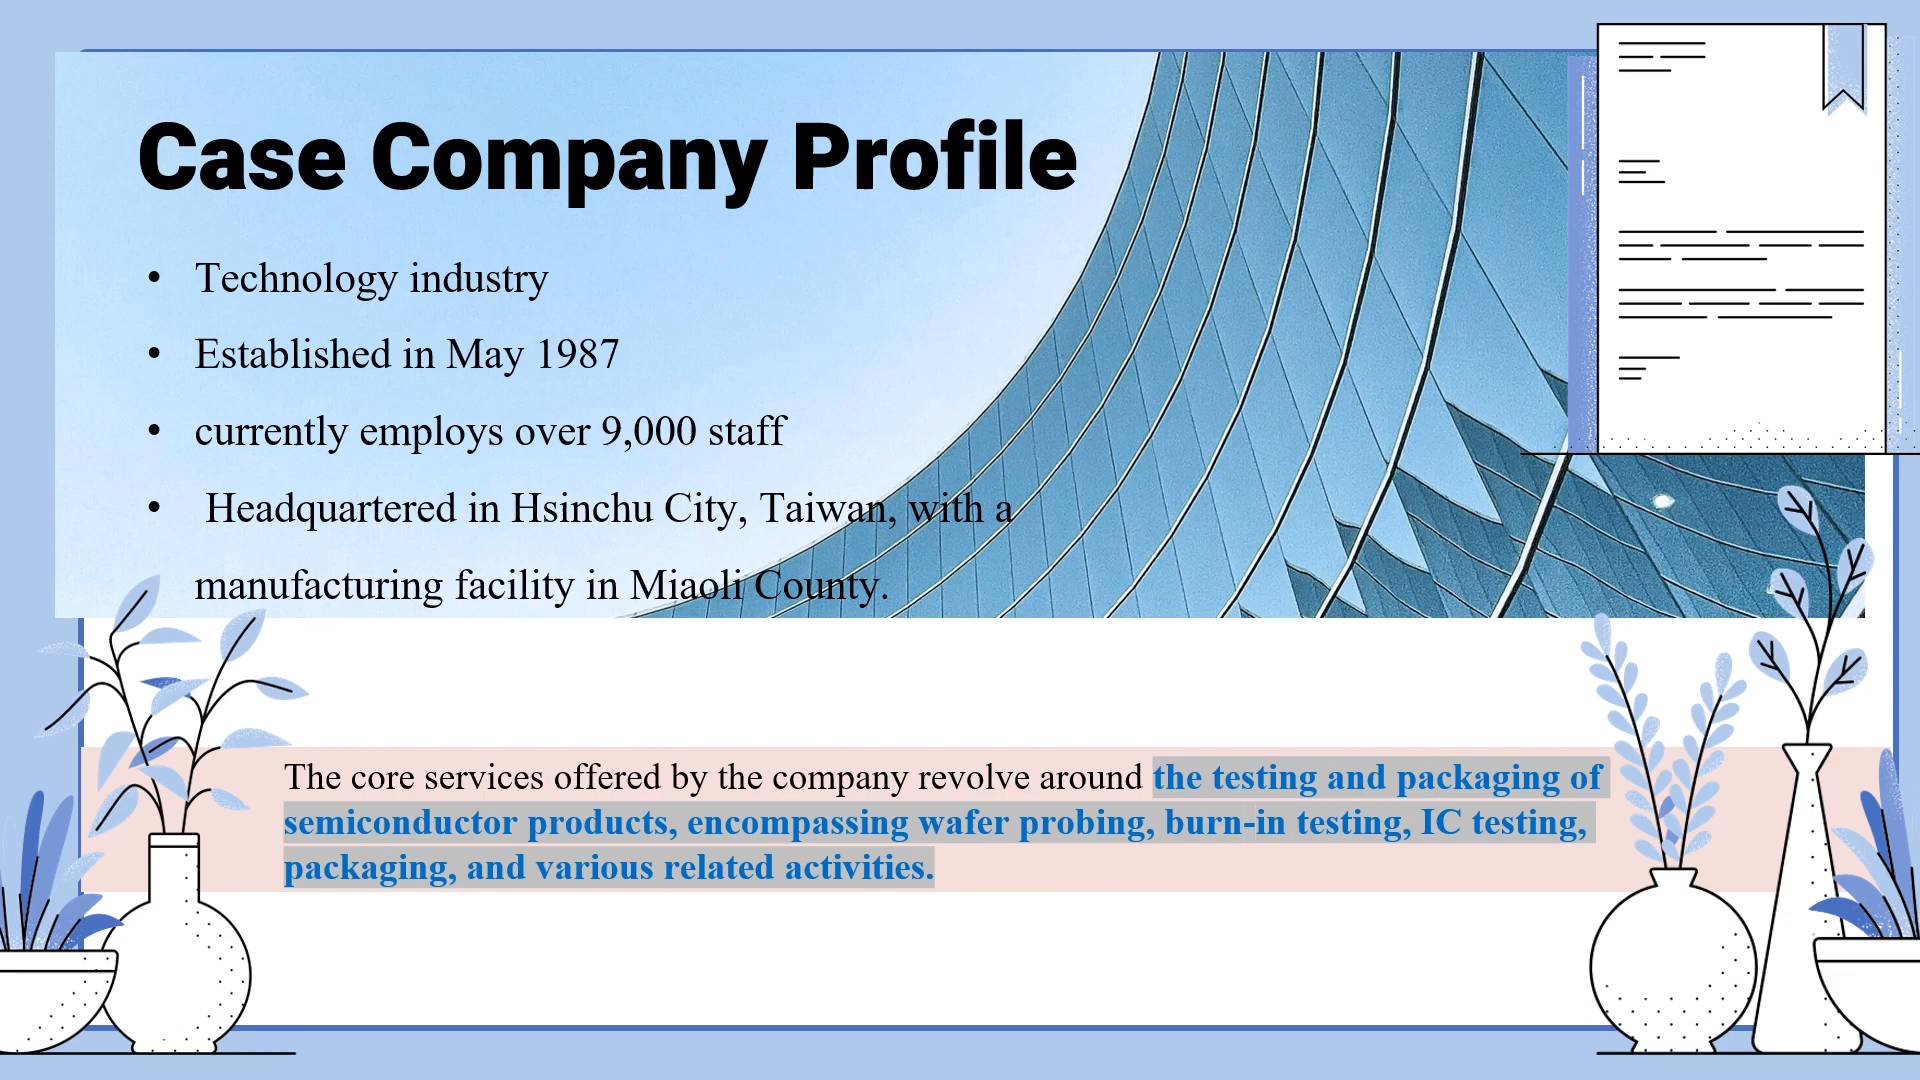 Case Company Profile
• Technology industry
• Established in May 1987
• currently employs over 9,000 staff
• Headquartered in Hsinchu City, Taiwan, with a
manufacturing facility in Miaoli County.
The core services offered by the company revolve around the testing and packaging of
semiconductor products, encompassing wafer probing, burn-in testing, IC testing,
packaging, and various related activities.